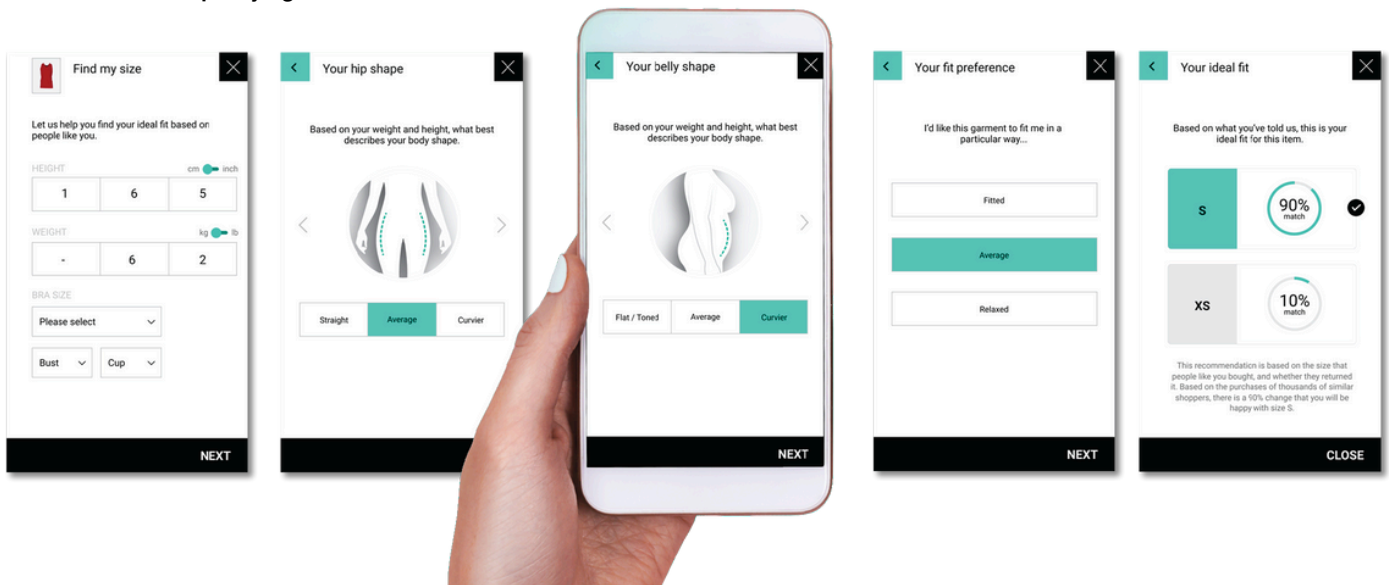 Find my size
Let us help you find your ideal fit based on
people like you.
HEIGHT
cm inch
1 6 5
WEIGHT
kg lb
- 6 2
BRA SIZE
Please select
Bust Cup
NEXT
Your hip shape
Based on your weight and height, what best
describes your body shape.
Straight Average Curvier
Your belly shape
Based on your weight and height, what best
describes your body shape.
Flat / Toned Average Curvier
NEXT
Your fit preference
I'd like this garment to fit me in a
particular way...
Fitted
Average
Relaxed
NEXT
Your ideal fit
Based on what you've told us, this is your
ideal fit for this item.
S
90%
match
XS
10%
match
This recommendation is based on the size that
people like you bought, and whether they returned
it. Based on the purchases of thousands of similar
shoppers, there is a 90% change that you will be
happy with size S.
CLOSE